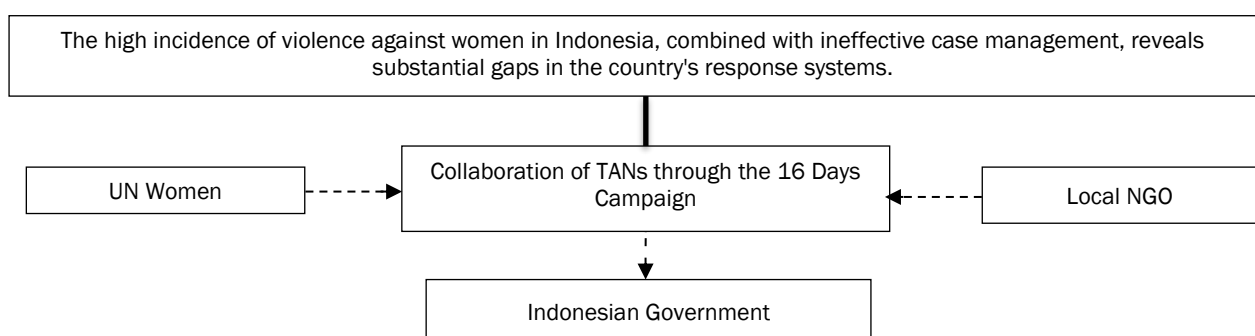 The high incidence of violence against women in Indonesia, combined with ineffective case management, reveals
substantial gaps in the country's response systems.
UN Women
Collaboration of TANs through the 16 Days
Campaign
Local NGO
Indonesian Government